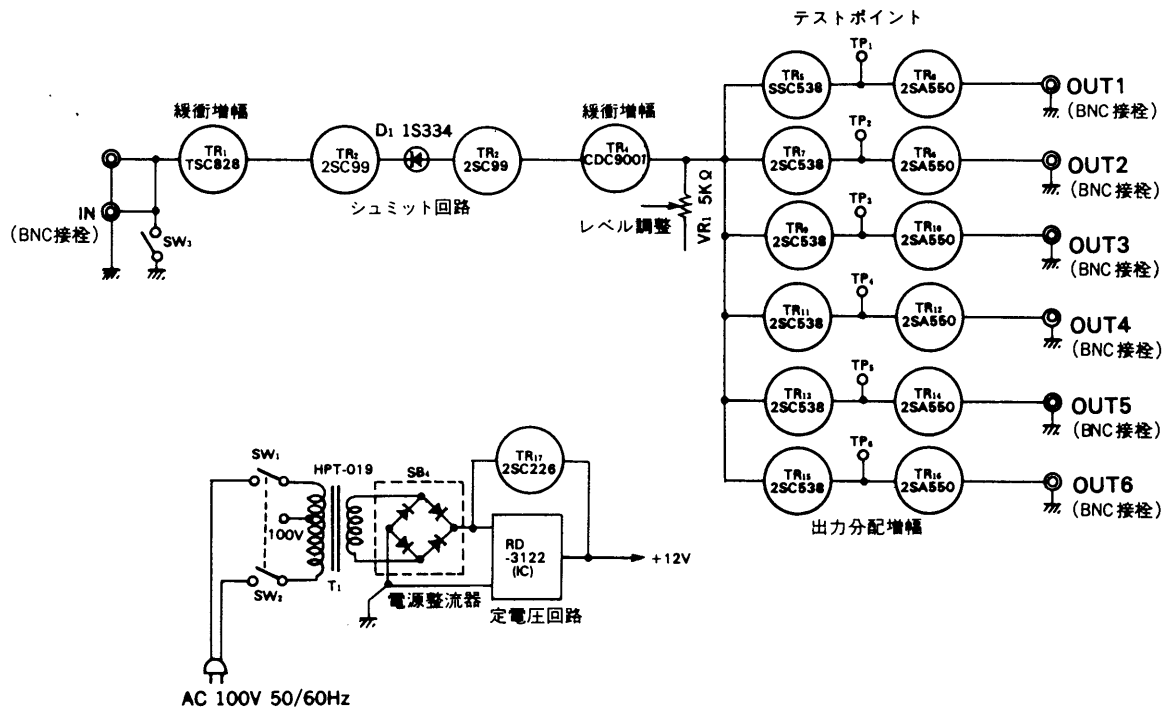 テストポイント
緩衝増幅
TR₁
TSC828
TR₂
2SC99
D₁ 1S334
TR₂
2SC99
シュミット回路
緩衝増幅
TR₄
CDC9001
レベル調整
VR₁ 5KΩ
IN
(BNC接栓)
SW₃
TR₅
SSC538
TP₁
TR₆
2SA550
OUT1
(BNC接栓)
TR₇
2SC538
TP₂
2SA550
OUT2
(BNC接栓)
TR₉
2SC538
TP₃
TR₁₀
2SA550
OUT3
(BNC接栓)
TR₁₁
2SC538
TP₄
TR₁₂
2SA550
OUT4
(BNC接栓)
TR₁₃
2SC538
TP₅
TR₁₄
2SA550
OUT5
(BNC接栓)
TR₁₅
2SC538
TP₆
TR₁₆
2SA550
OUT6
(BNC接栓)
出力分配増幅
SW₁
HPT-019
SB₄
TR₁₇
2SC226
100V
RD
-3122
(IC)
+12V
SW₂
T₁
電源整流器
定電圧回路
AC 100V 50/60Hz